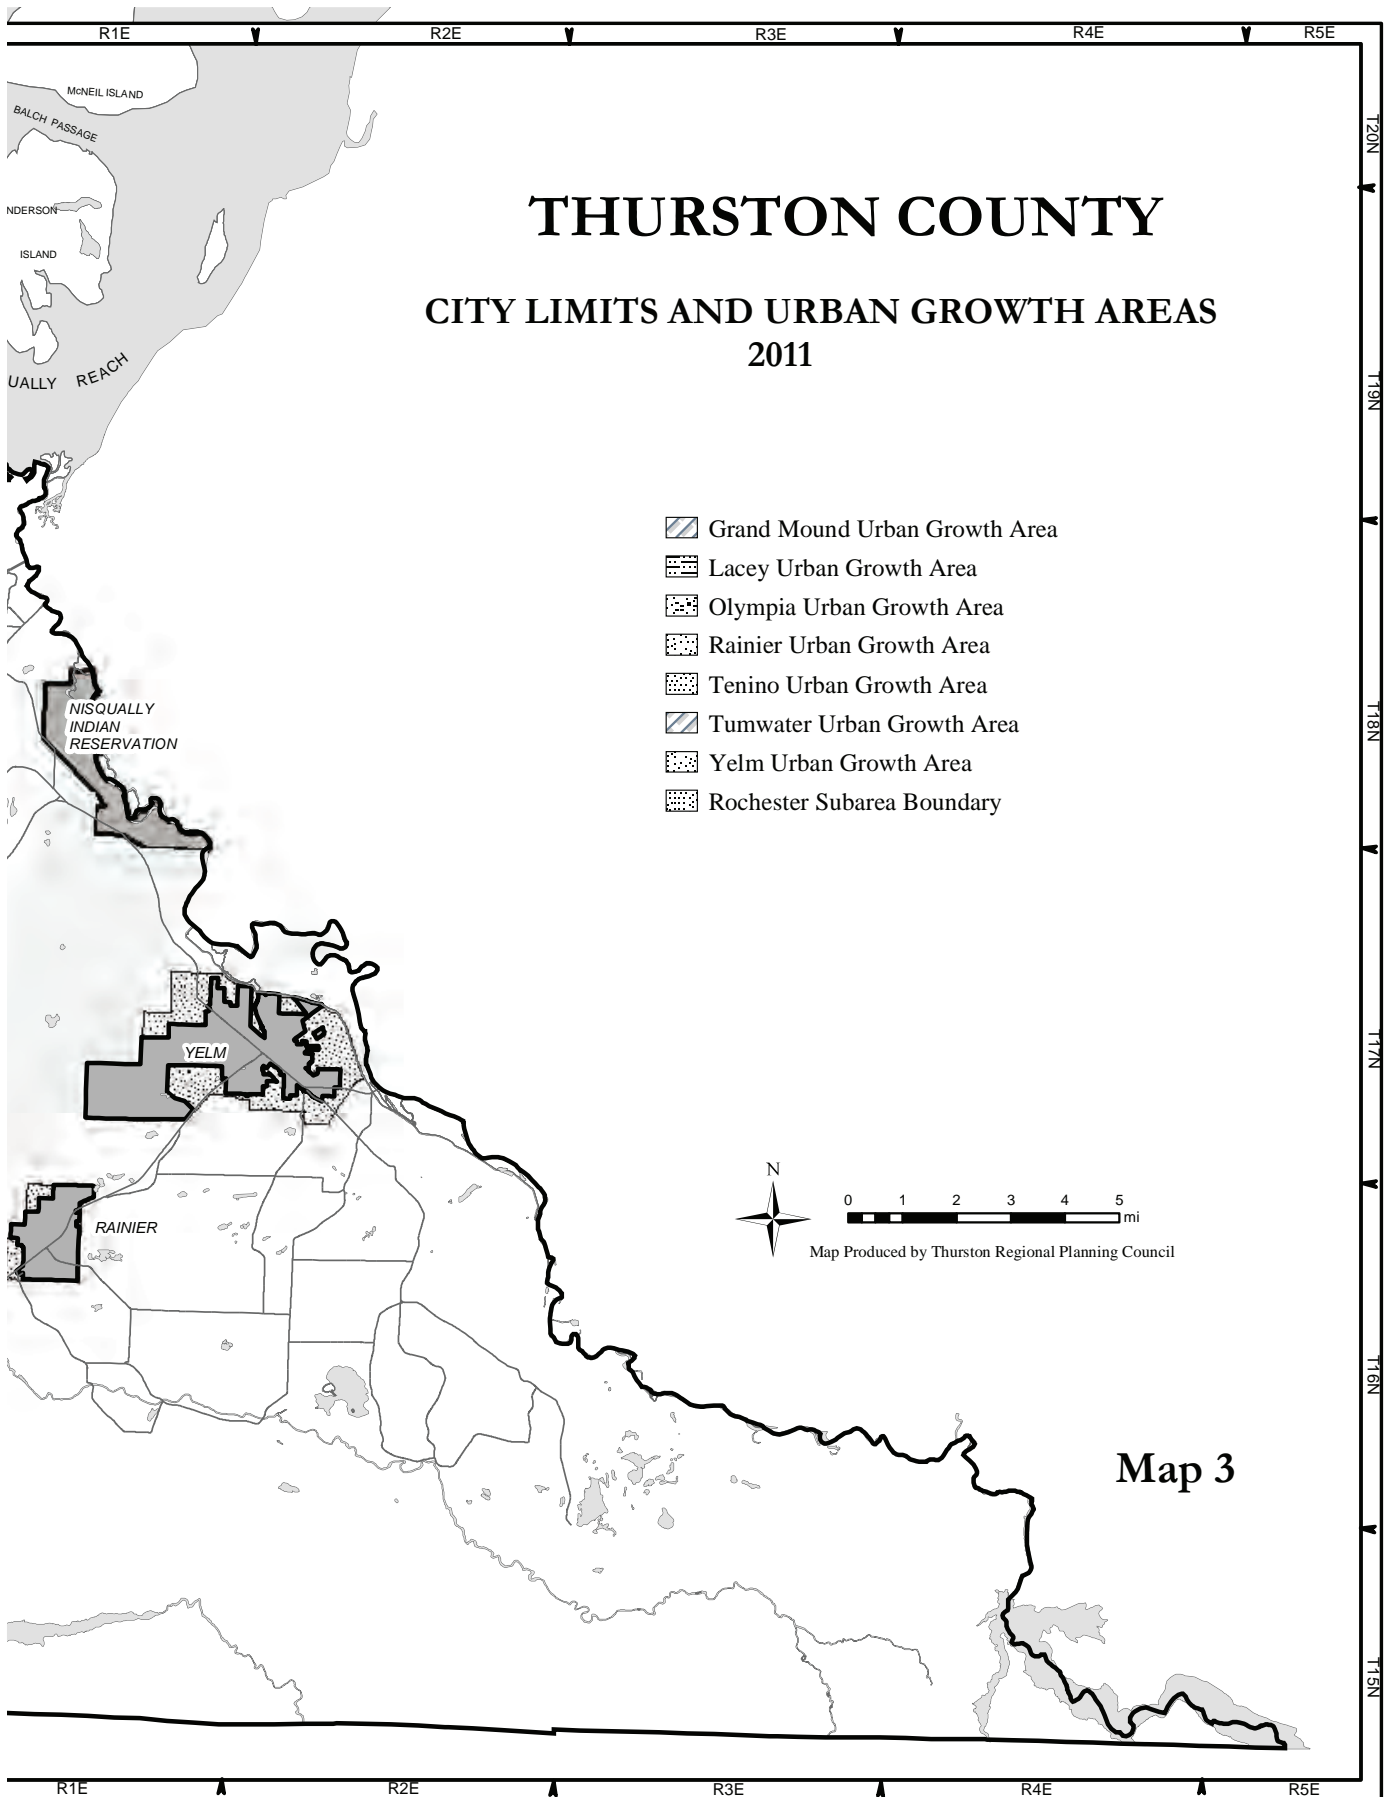 R1E R2E R3E R4E R5E
McNEIL ISLAND
BALCH PASSAGE
T20N
NDERSON
ISLAND
THURSTON COUNTY
CITY LIMITS AND URBAN GROWTH AREAS
2011
UALLY REACH
T19N
Grand Mound Urban Growth Area
Lacey Urban Growth Area
Olympia Urban Growth Area
Rainier Urban Growth Area
Tenino Urban Growth Area
Tumwater Urban Growth Area
Yelm Urban Growth Area
Rochester Subarea Boundary
NISQUALLY
INDIAN
RESERVATION
T18N
YELM
T17N
RAINIER
N
0 1 2 3 4 5
mi
Map Produced by Thurston Regional Planning Council
T16N
Map 3
T15N
R1E R2E R3E R4E R5E